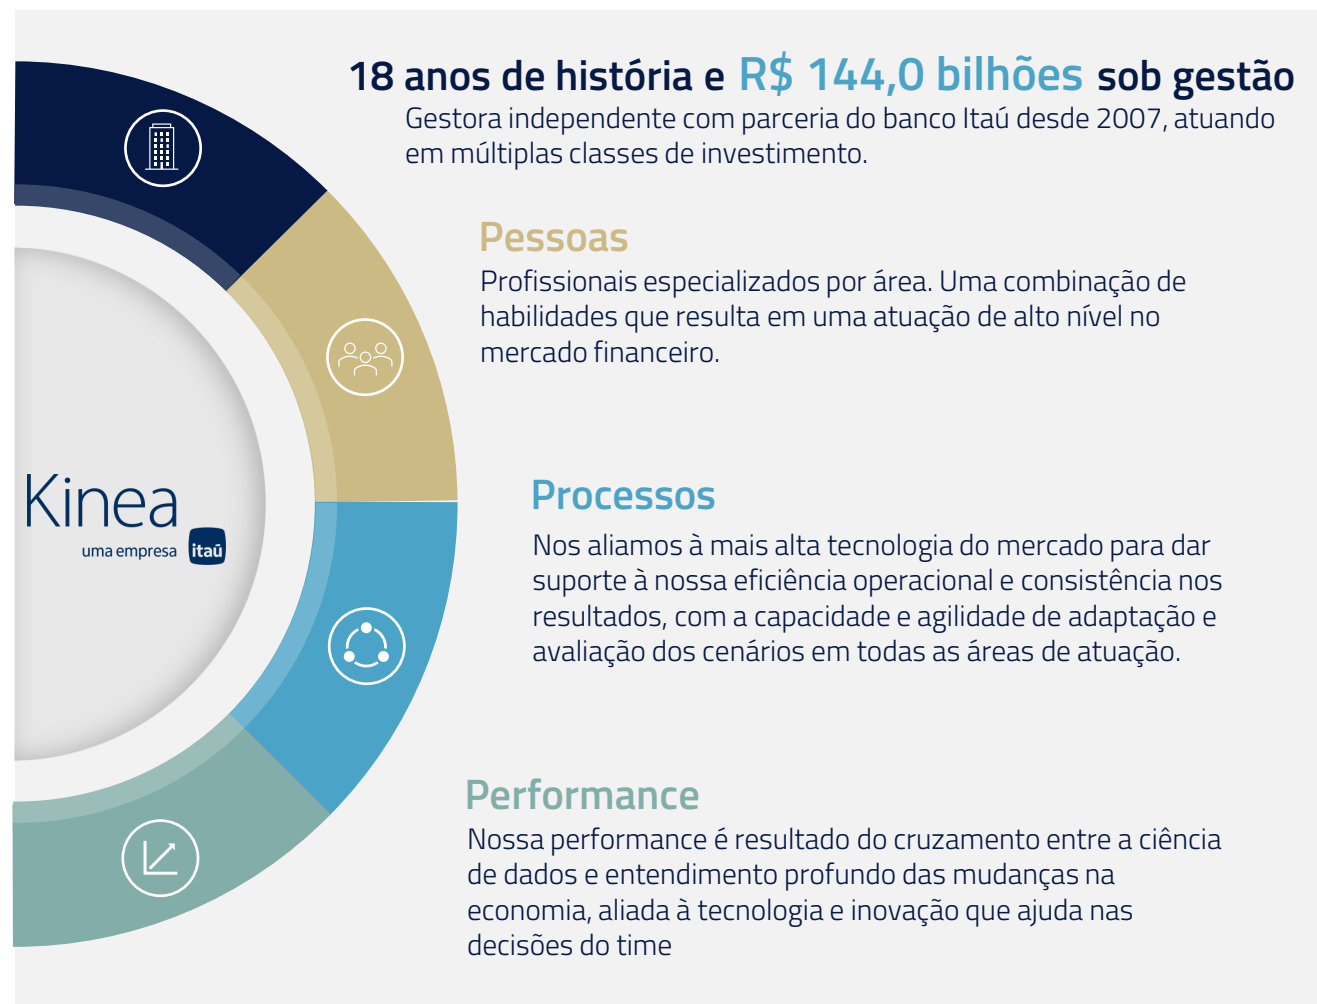 18 anos de história e R$ 144,0 bilhões sob gestão
Gestora independente com parceria do banco Itaú desde 2007, atuando
em múltiplas classes de investimento.
Pessoas
Profissionais especializados por área. Uma combinação de
habilidades que resulta em uma atuação de alto nível no
mercado financeiro.
Kinea
uma empresa itaú
Processos
Nos aliamos à mais alta tecnologia do mercado para dar
suporte à nossa eficiência operacional e consistência nos
resultados, com a capacidade e agilidade de adaptação e
avaliação dos cenários em todas as áreas de atuação.
Performance
Nossa performance é resultado do cruzamento entre a ciência
de dados e entendimento profundo das mudanças na
economia, aliada à tecnologia e inovação que ajuda nas
decisões do time